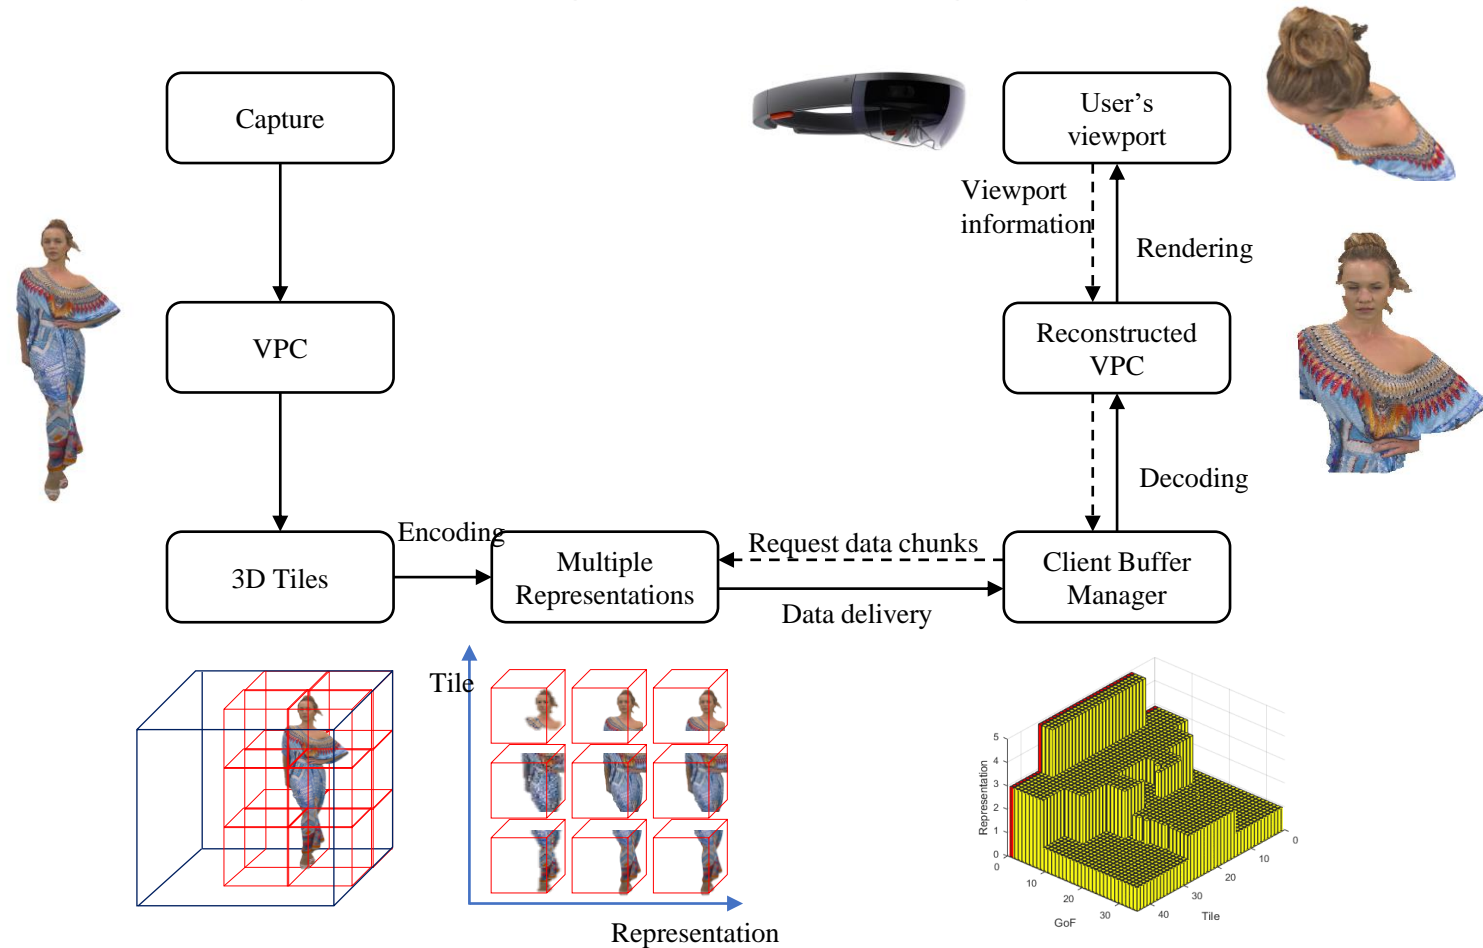 Capture
User's
viewport
Viewport
information
Rendering
VPC
Reconstructed
VPC
Decoding
Encoding
Request data chunks
3D Tiles
Multiple
Representations
Client Buffer
Manager
Data delivery
Tile
Representation
Representation
5
4
3
2
1
0
0
10
20
30
GoF
40
30
20
10
0
Tile